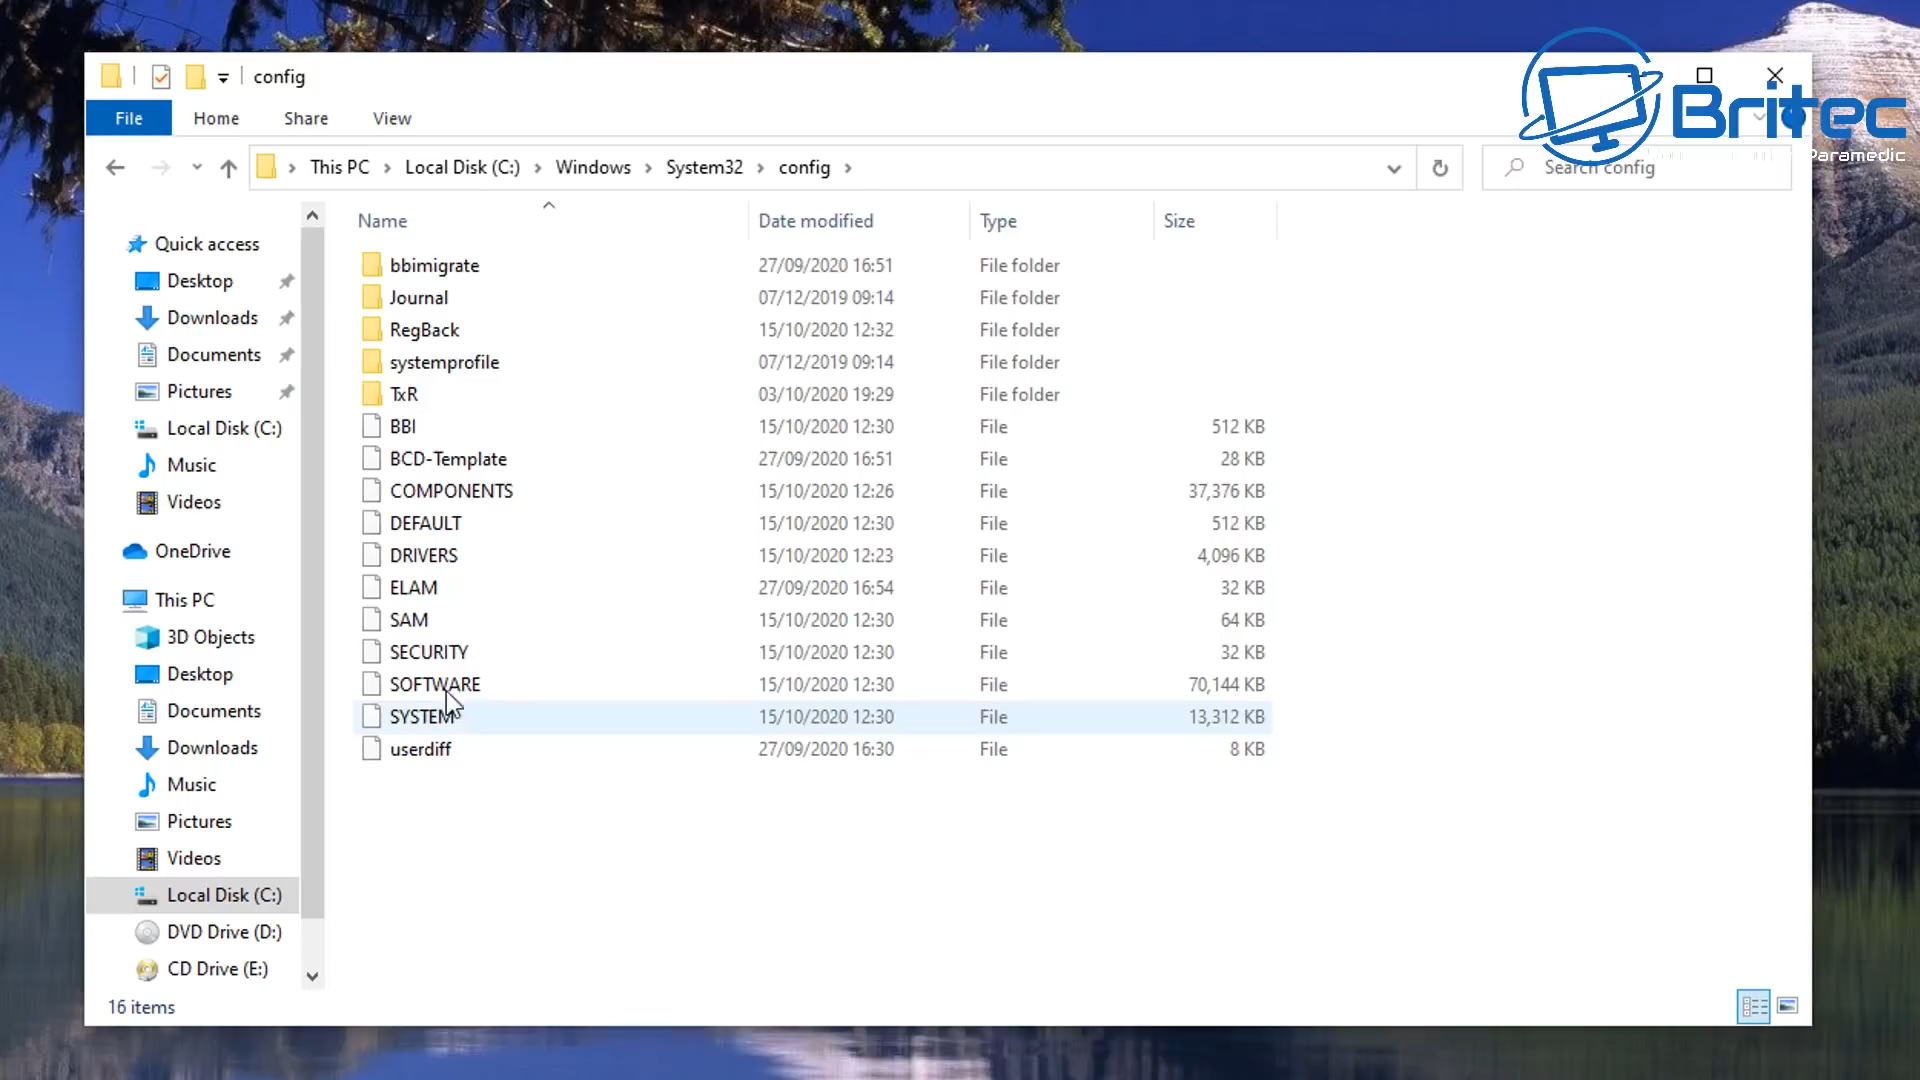 config
Britec
Paramedic
File Home Share View
This PC Local Disk (C:) Windows System32 config
Search config
Name Date modified Type Size
Quick access
Desktop
Downloads
Documents
Pictures
Local Disk (C:)
Music
Videos
OneDrive
This PC
3D Objects
Desktop
Documents
Downloads
Music
Pictures
Videos
Local Disk (C:)
DVD Drive (D:)
CD Drive (E:)
bbimigrate 27/09/2020 16:51 File folder
Journal 07/12/2019 09:14 File folder
RegBack 15/10/2020 12:32 File folder
systemprofile 07/12/2019 09:14 File folder
TxR 03/10/2020 19:29 File folder
BBI 15/10/2020 12:30 File 512 KB
BCD-Template 27/09/2020 16:51 File 28 KB
COMPONENTS 15/10/2020 12:26 File 37,376 KB
DEFAULT 15/10/2020 12:30 File 512 KB
DRIVERS 15/10/2020 12:23 File 4,096 KB
ELAM 27/09/2020 16:54 File 32 KB
SAM 15/10/2020 12:30 File 64 KB
SECURITY 15/10/2020 12:30 File 32 KB
SOFTWARE 15/10/2020 12:30 File 70,144 KB
SYSTEM 15/10/2020 12:30 File 13,312 KB
userdiff 27/09/2020 16:30 File 8 KB
16 items